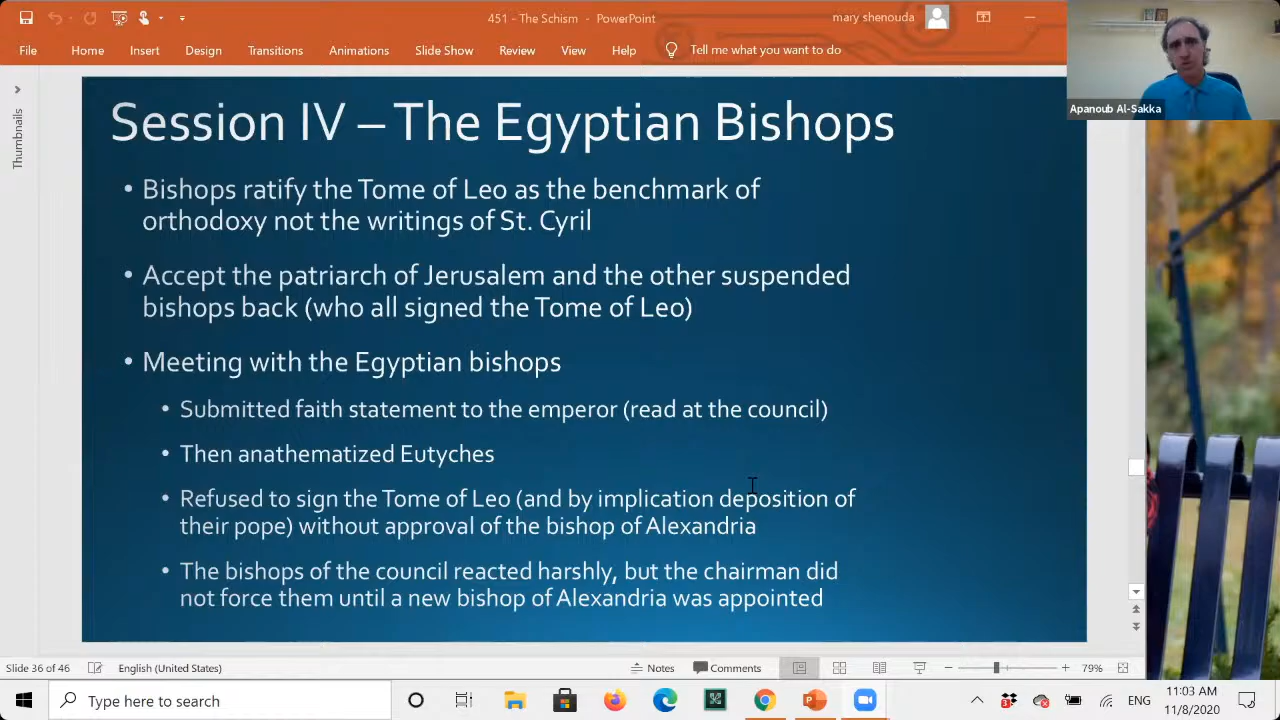 451 - The Schism - PowerPoint
mary shenouda
File Home Insert Design Transitions Animations Slide Show Review View Help Tell me what you want to do
Apanoub Al-Sakka
Thumbnails
Session IV – The Egyptian Bishops
• Bishops ratify the Tome of Leo as the benchmark of
orthodoxy not the writings of St. Cyril
• Accept the patriarch of Jerusalem and the other suspended
bishops back (who all signed the Tome of Leo)
• Meeting with the Egyptian bishops
• Submitted faith statement to the emperor (read at the council)
• Then anathematized Eutyches
• Refused to sign the Tome of Leo (and by implication deposition of
their pope) without approval of the bishop of Alexandria
• The bishops of the council reacted harshly, but the chairman did
not force them until a new bishop of Alexandria was appointed
Slide 36 of 46 English (United States) Notes Comments 79%
Type here to search
ENG
11:03 AM
11/8/2020